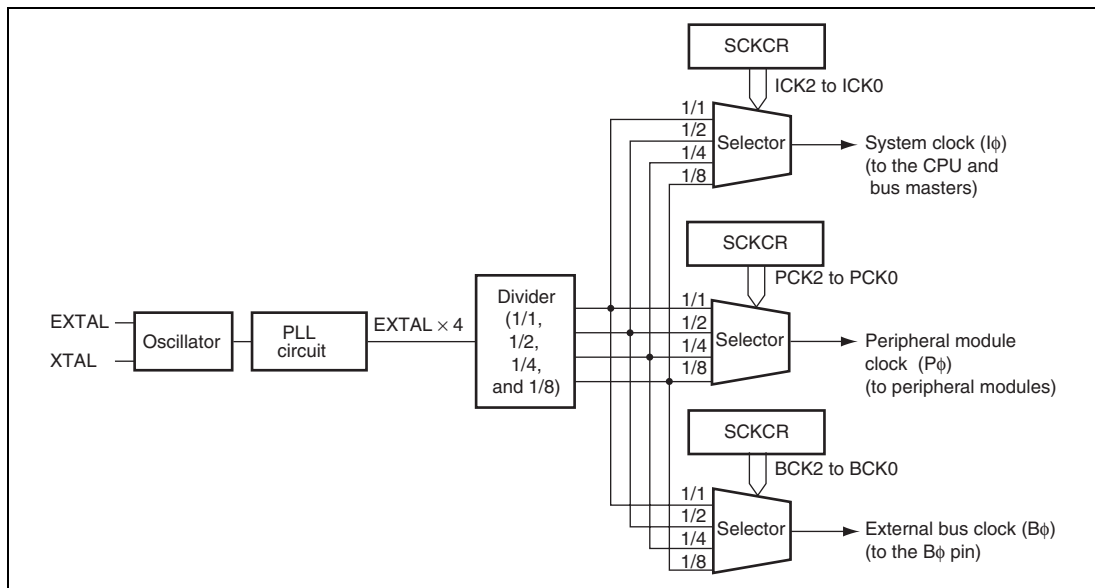 SCKCR
ICK2 to ICK0
1/1
1/2
1/4
1/8
Selector
System clock (Iϕ)
(to the CPU and
bus masters)
SCKCR
PCK2 to PCK0
1/1
1/2
1/4
1/8
Selector
Peripheral module
clock (Pϕ)
(to peripheral modules)
EXTAL
XTAL
Oscillator
PLL
circuit
EXTAL × 4
Divider
(1/1,
1/2,
1/4,
and 1/8)
SCKCR
BCK2 to BCK0
1/1
1/2
1/4
1/8
Selector
External bus clock (Bϕ)
(to the Bϕ pin)